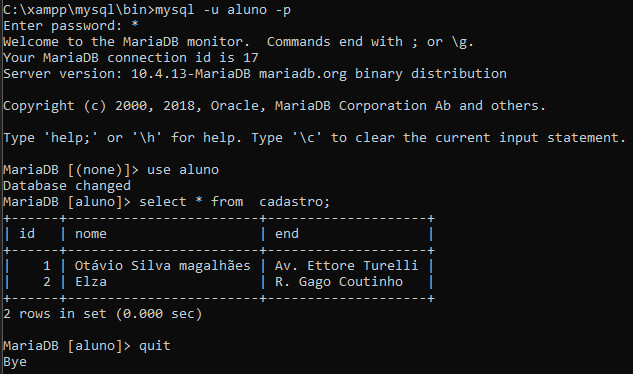 C:\xampp\mysql\bin>mysql -u aluno -p
Enter password: *
Welcome to the MariaDB monitor.  Commands end with ; or \g.
Your MariaDB connection id is 17
Server version: 10.4.13-MariaDB mariadb.org binary distribution

Copyright (c) 2000, 2018, Oracle, MariaDB Corporation Ab and others.

Type 'help;' or '\h' for help. Type '\c' to clear the current input statement.

MariaDB [(none)]> use aluno
Database changed
MariaDB [aluno]> select * from  cadastro;
+------+-----------------------+--------------------+
| id   | nome                  | end                |
+------+-----------------------+--------------------+
|    1 | Otávio Silva magalhães | Av. Ettore Turelli |
|    2 | Elza                  | R. Gago Coutinho   |
+------+-----------------------+--------------------+
2 rows in set (0.000 sec)

MariaDB [aluno]> quit
Bye